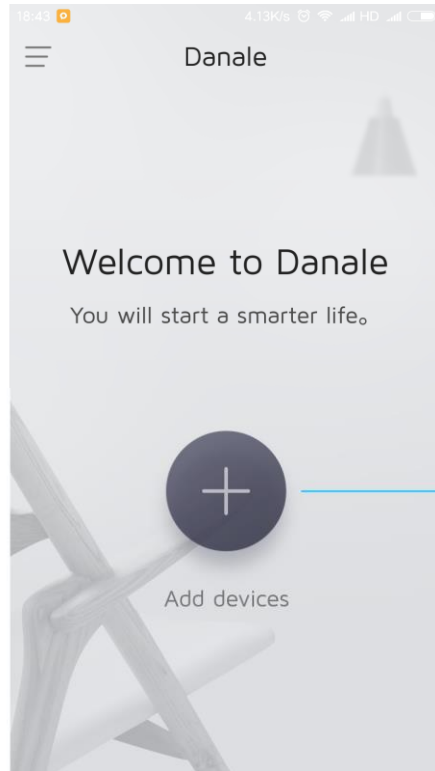 18:43 4.13K/s HD
Danale
Welcome to Danale
You will start a smarter life。
Add devices